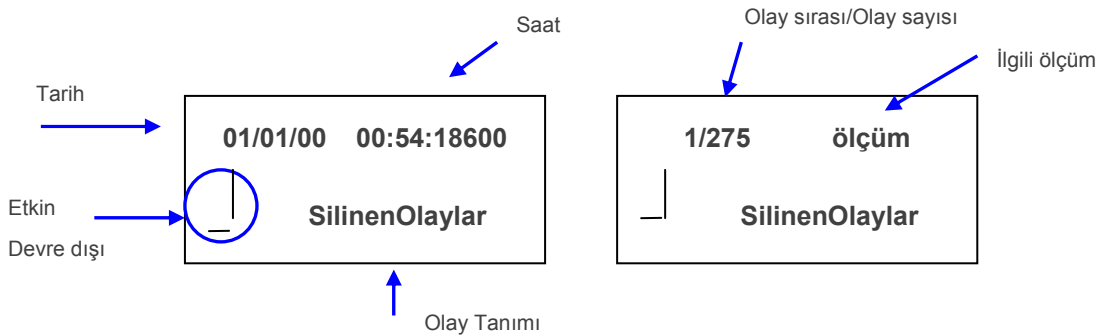 Saat
Olay sırası/Olay sayısı
İlgili ölçüm
Tarih
01/01/00 00:54:18600
1/275 ölçüm
Etkin
Devre dışı
SilinenOlaylar
SilinenOlaylar
Olay Tanımı